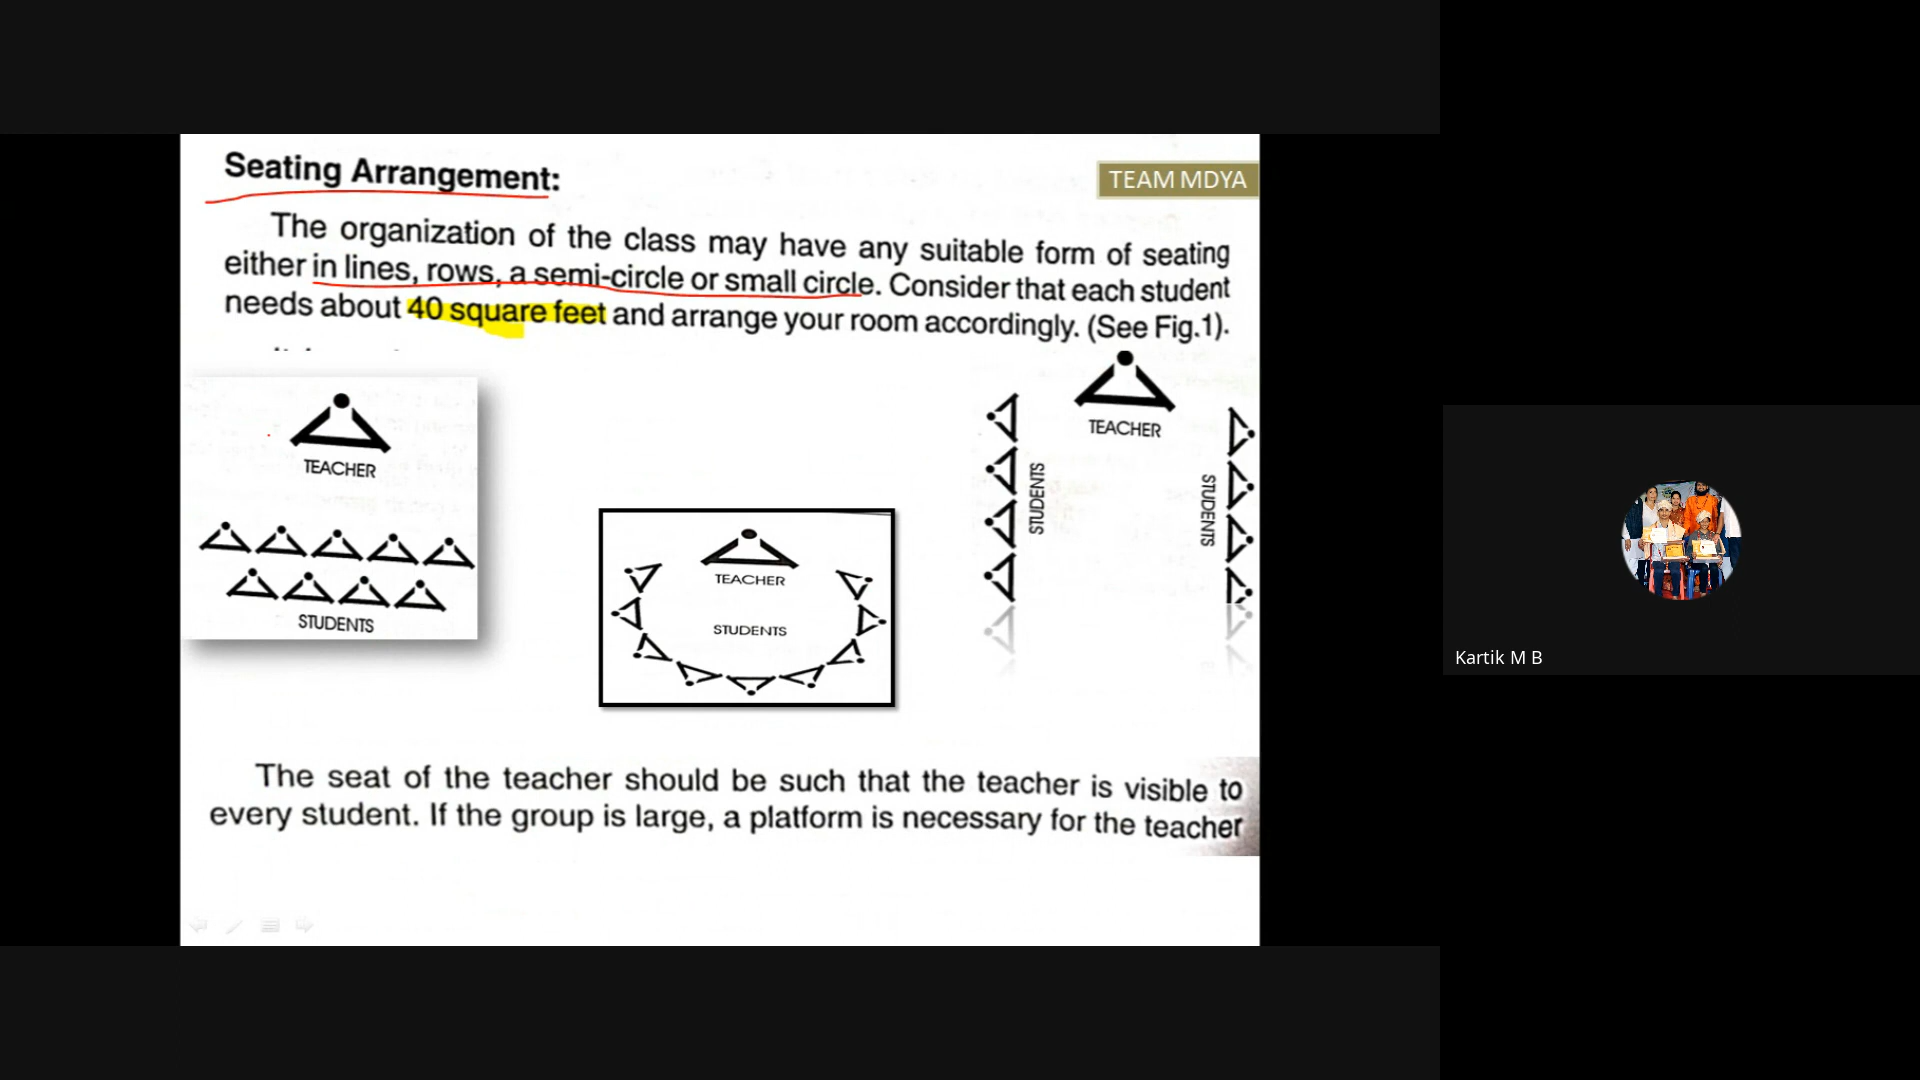 Seating Arrangement:
TEAM MDYA
The organization of the class may have any suitable form of seating
either in lines, rows, a semi-circle or small circle. Consider that each student
needs about 40 square feet and arrange your room accordingly. (See Fig.1).
TEACHER
STUDENTS
TEACHER
STUDENTS
TEACHER
STUDENTS
STUDENTS
The seat of the teacher should be such that the teacher is visible to
every student. If the group is large, a platform is necessary for the teacher
Kartik M B